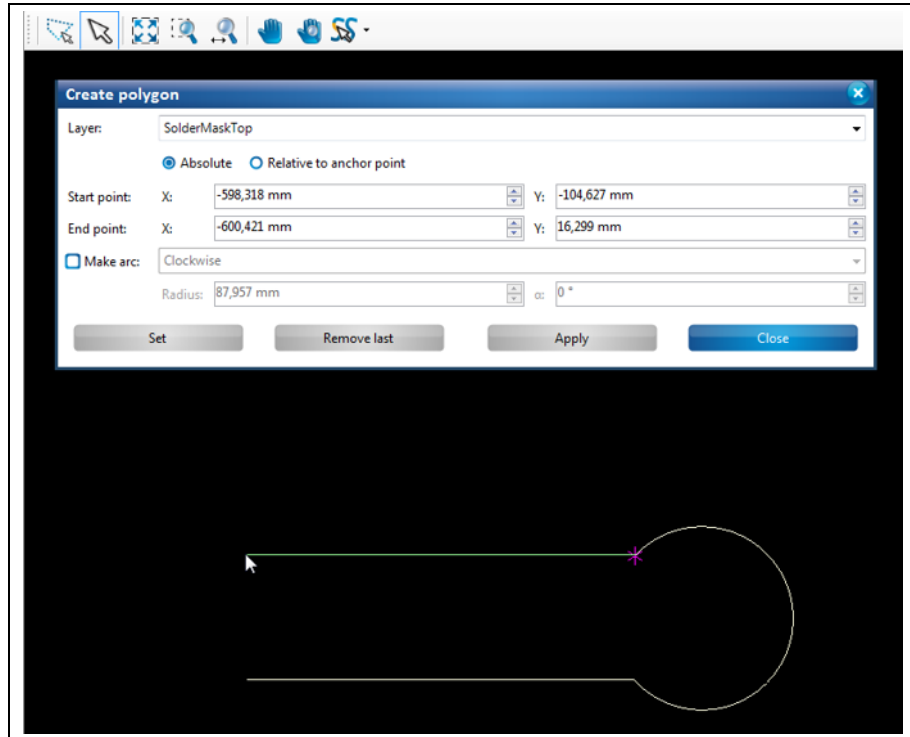 Create polygon
Layer: SolderMaskTop
Absolute Relative to anchor point
Start point: X: -598,318 mm Y: -104,627 mm
End point: X: -600,421 mm Y: 16,299 mm
Make arc: Clockwise
Radius: 87,957 mm α: 0 °
Set Remove last Apply Close